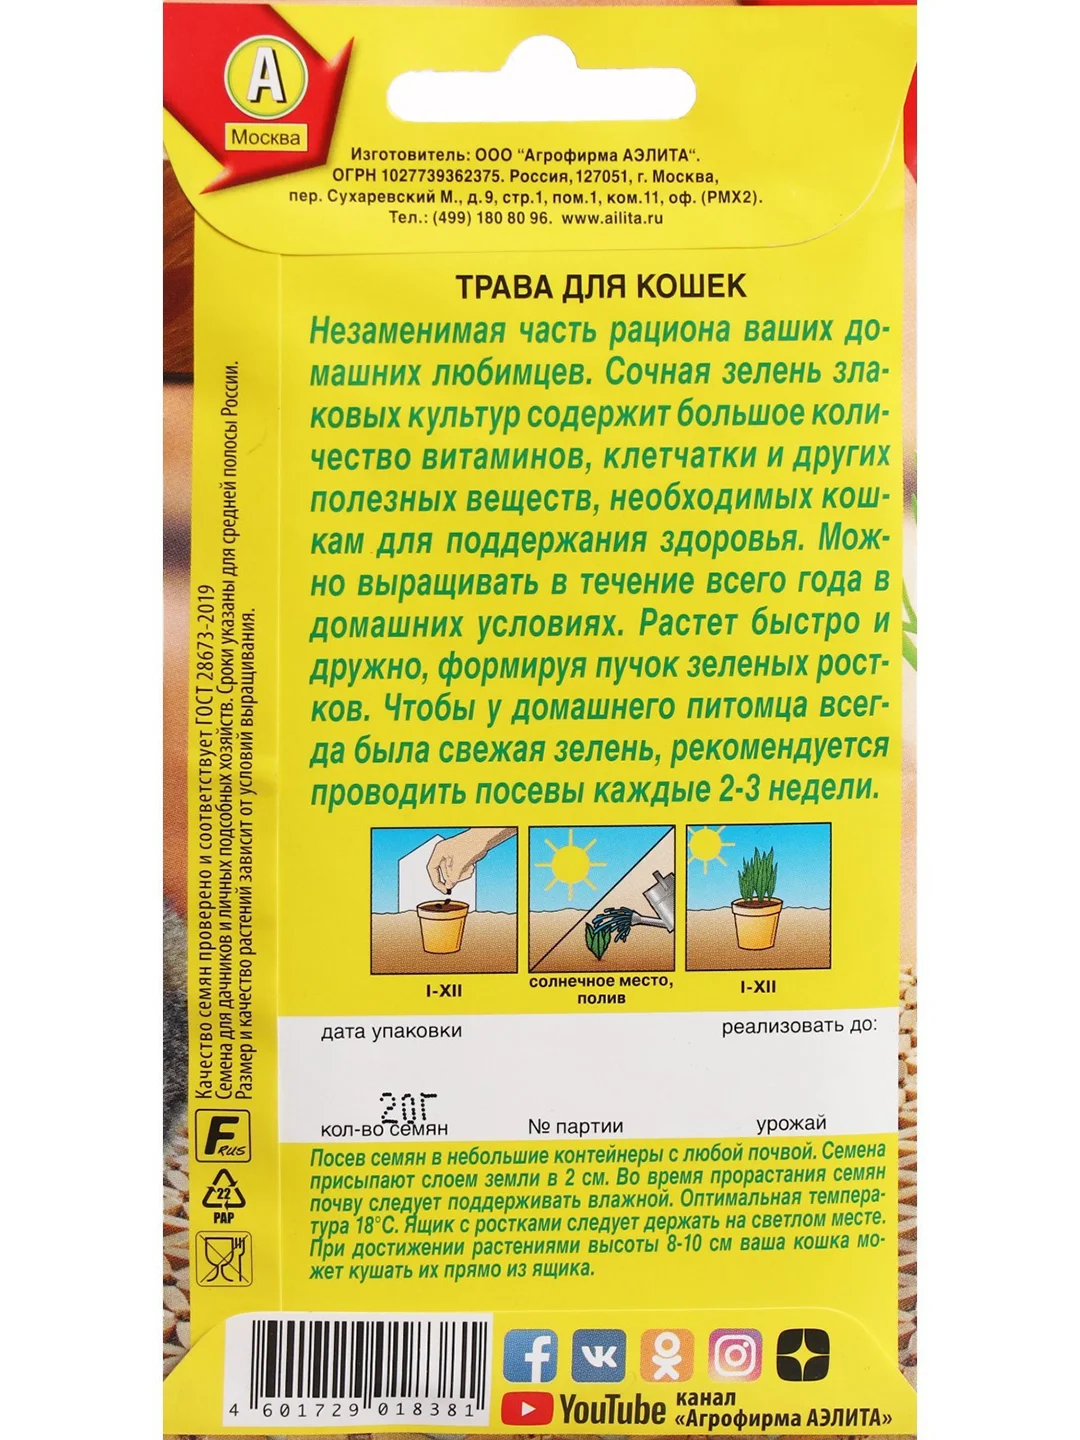 А
Москва
Изготовитель: ООО “Агрофирма АЭЛИТА“.
ОГРН 1027739362375. Россия, 127051, г. Москва,
пер. Сухаревский М., д.9, стр.1, пом.1, ком.11, оф. (РМХ2).
Тел.: (499) 180 80 96. www.ailita.ru
ТРАВА ДЛЯ КОШЕК
Незаменимая часть рациона ваших до-
машних любимцев. Сочная зелень зла-
ковых культур содержит большое коли-
чество витаминов, клетчатки и других
полезных веществ, необходимых кош-
кам для поддержания здоровья. Мож-
но выращивать в течение всего года в
домашних условиях. Растет быстро и
дружно, формируя пучок зеленых рост-
ков. Чтобы у домашнего питомца всег-
да была свежая зелень, рекомендуется
проводить посевы каждые 2-3 недели.
I-XII
солнечное место,
полив
I-XII
дата упаковки
реализовать до:
20Г
кол-во семян
№ партии
урожай
Посев семян в небольшие контейнеры с любой почвой. Семена
присыпают слоем земли в 2 см. Во время прорастания семян
почву следует поддерживать влажной. Оптимальная темпера-
тура 18°С. Ящик с ростками следует держать на светлом месте.
При достижении растениями высоты 8-10 см ваша кошка мо-
жет кушать их прямо из ящика.
Качество семян проверено и соответствует ГОСТ 28673-2019
Семена для дачников и личных подсобных хозяйств. Сроки указаны для средней полосы России.
Размер и качество растений зависит от условий выращивания.
F RUS
22
PAP
4 601729 018381
YouTube
канал
«Агрофирма АЭЛИТА»